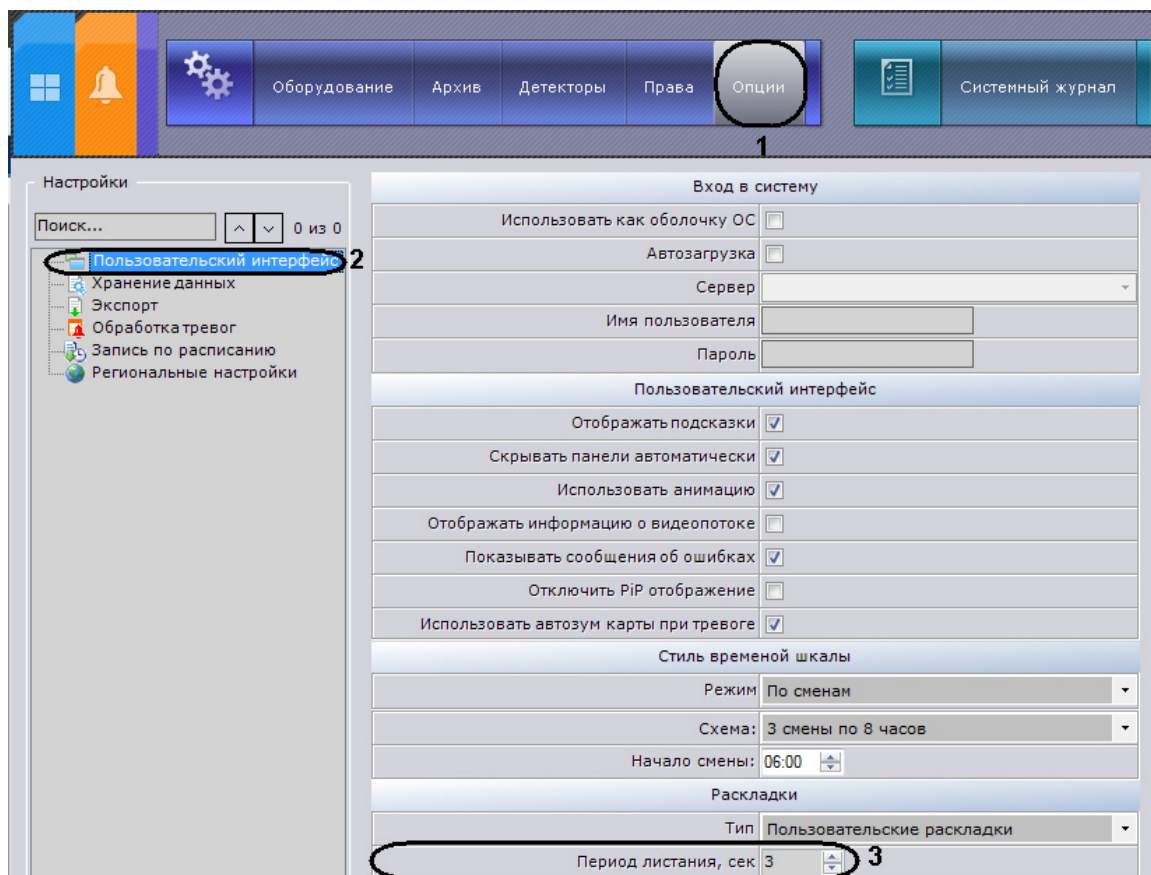 Оборудование Архив Детекторы Права Опции Системный журнал
1
Настройки
Поиск... 0 из 0
Пользовательский интерфейс 2
Хранение данных
Экспорт
Обработка тревог
Запись по расписанию
Региональные настройки
Вход в систему
Использовать как оболочку ОС
Автозагрузка
Сервер
Имя пользователя
Пароль
Пользовательский интерфейс
Отображать подсказки
Скрывать панели автоматически
Использовать анимацию
Отображать информацию о видеопотоке
Показывать сообщения об ошибках
Отключить PiP отображение
Использовать автозум карты при тревоге
Стиль временой шкалы
Режим По сменам
Схема: 3 смены по 8 часов
Начало смены: 06:00
Раскладки
Тип Пользовательские раскладки
Период листания, сек 3 3